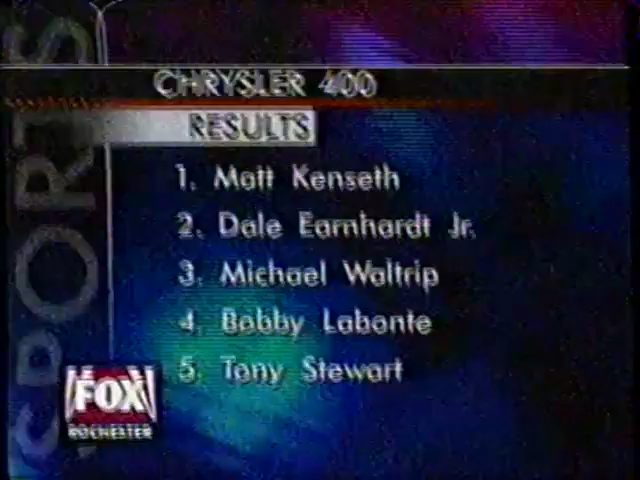 SPORTS
CHRYSLER 400
RESULTS
1. Matt Kenseth
2. Dale Earnhardt Jr.
3. Michael Waltrip
4. Bobby Labonte
5. Tony Stewart
FOX
ROCHESTER